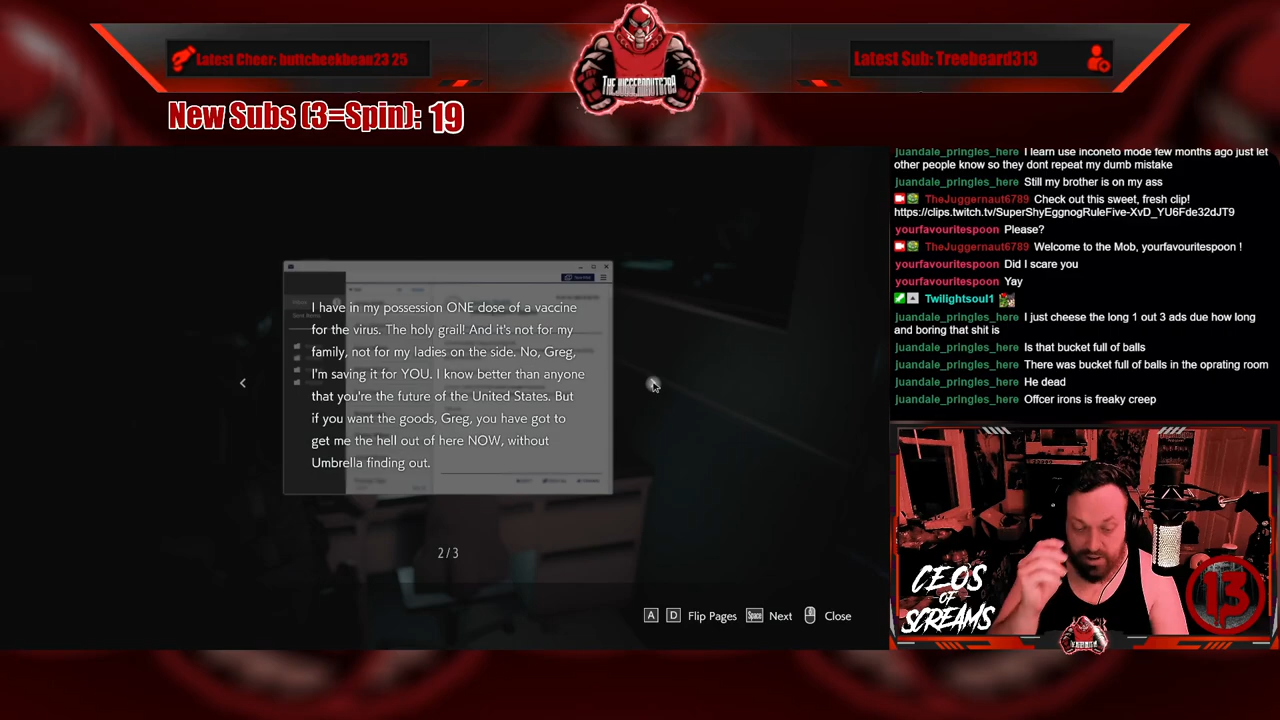 Latest Cheer: buttcheekbeau23 25
THEJUGGERNAUT6789
Latest Sub: Treebeard313
New Subs (3=Spin): 19
I have in my possession ONE dose of a vaccine
for the virus. The holy grail! And it's not for my
family, not for my ladies on the side. No, Greg,
I'm saving it for YOU. I know better than anyone
that you're the future of the United States. But
if you want the goods, Greg, you have got to
get me the hell out of here NOW, without
Umbrella finding out.
2/3
A D Flip Pages Space Next Close
juandale_pringles_here I learn use inconeto mode few months ago just let
other people know so they dont repeat my dumb mistake
juandale_pringles_here Still my brother is on my ass
TheJuggernaut6789 Check out this sweet, fresh clip!
https://clips.twitch.tv/SuperShyEggnogRuleFive-XvD_YU6Fde32dJT9
yourfavouritespoon Please?
TheJuggernaut6789 Welcome to the Mob, yourfavouritespoon !
yourfavouritespoon Did I scare you
yourfavouritespoon Yay
Twilightsoul1
juandale_pringles_here I just cheese the long 1 out 3 ads due how long
and boring that shit is
juandale_pringles_here Is that bucket full of balls
juandale_pringles_here There was bucket full of balls in the oprating room
juandale_pringles_here He dead
juandale_pringles_here Offcer irons is freaky creep
CEOS
OF
SCREAMS
13